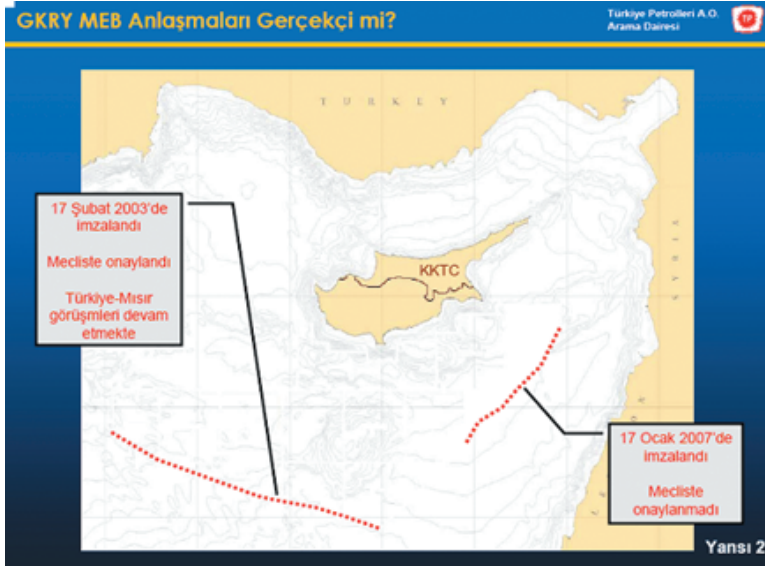 GKRY MEB Anlaşmaları Gerçekçi mi?
Türkiye Petrolleri A.O.
Arama Dairesi
TP
T U R K E Y
17 Şubat 2003'de
imzalandı
Mecliste onaylandı
Türkiye-Mısır
görüşmleri devam
etmekte
KKTC
17 Ocak 2007'de
imzalandı
Mecliste
onaylanmadı
Yansı 2